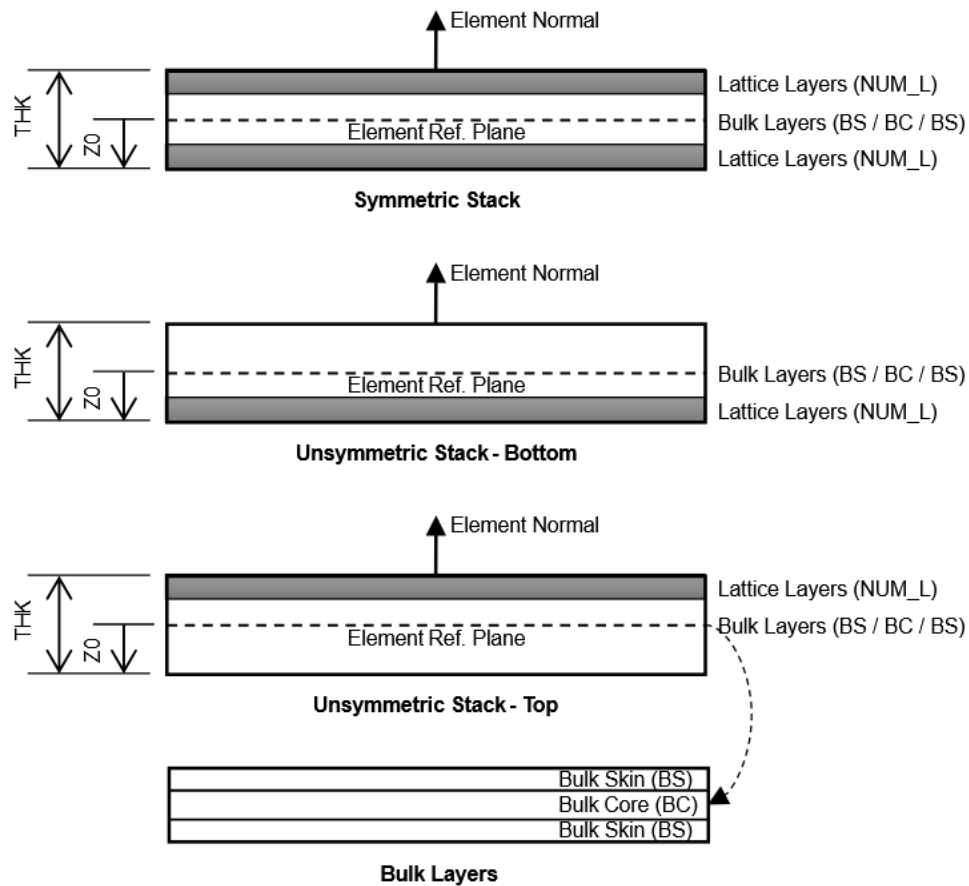 Element Normal
THK
Z0
Lattice Layers (NUM_L)
Element Ref. Plane
Bulk Layers (BS / BC / BS)
Lattice Layers (NUM_L)
Symmetric Stack
Element Normal
THK
Z0
Element Ref. Plane
Bulk Layers (BS / BC / BS)
Lattice Layers (NUM_L)
Unsymmetric Stack - Bottom
Element Normal
THK
Z0
Lattice Layers (NUM_L)
Element Ref. Plane
Bulk Layers (BS / BC / BS)
Unsymmetric Stack - Top
Bulk Skin (BS)
Bulk Core (BC)
Bulk Skin (BS)
Bulk Layers